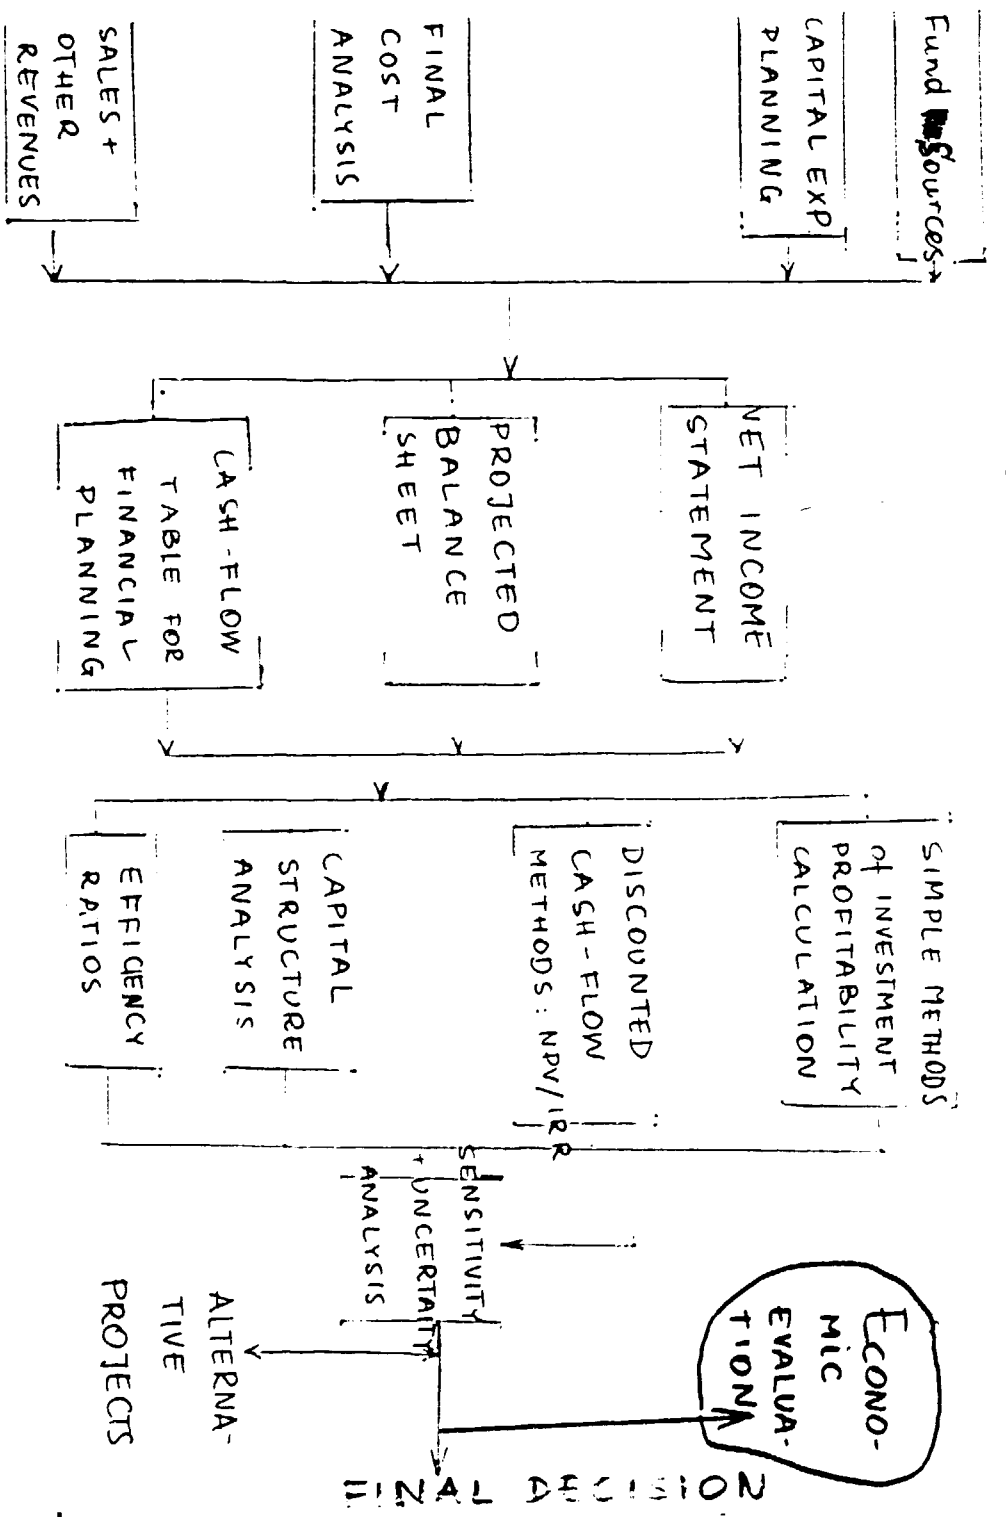 Fund Sources
CAPITAL EXP
PLANNING
FINAL
COST
ANALYSIS
SALES +
OTHER
REVENUES
NET INCOME
STATEMENT
PROJECTED
BALANCE
SHEET
CASH-FLOW
TABLE FOR
FINANCIAL
PLANNING
SIMPLE METHODS
of INVESTMENT
PROFITABILITY
CALCULATION
DISCOUNTED
CASH-FLOW
METHODS: NPV/IRR
CAPITAL
STRUCTURE
ANALYSIS
EFFICIENCY
RATIOS
SENSITIVITY
+ UNCERTAITY
ANALYSIS
ECONO-
MIC
EVALUA-
TION
ALTERNA-
TIVE
PROJECTS
FINAL DECISION